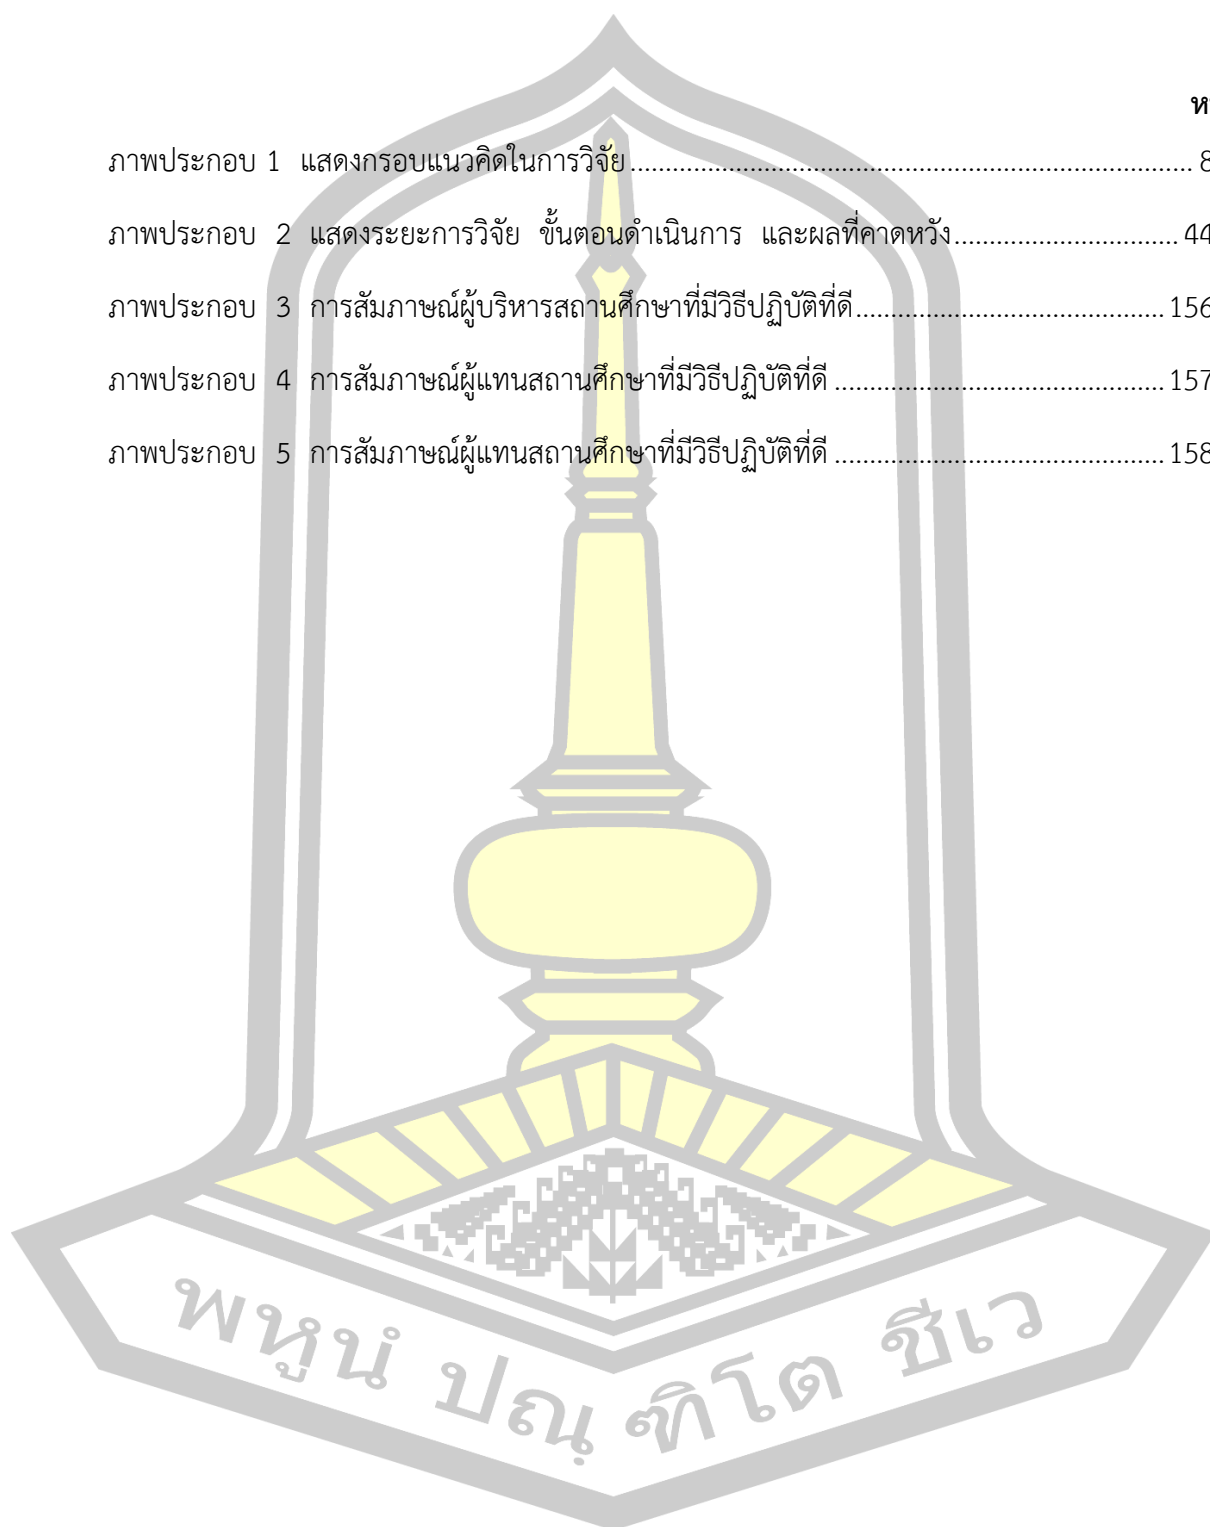 ภาพประกอบ 1 แสดงกรอบแนวคิดในการวิจัย................................................................................ 8
ภาพประกอบ 2 แสดงระยะการวิจัย ขั้นตอนดำเนินการ และผลที่คาดหวัง................................ 44
ภาพประกอบ 3 การสัมภาษณ์ผู้บริหารสถานศึกษาที่มีวิธีปฏิบัติที่ดี............................................ 156
ภาพประกอบ 4 การสัมภาษณ์ผู้แทนสถานศึกษาที่มีวิธีปฏิบัติที่ดี ............................................... 157
ภาพประกอบ 5 การสัมภาษณ์ผู้แทนสถานศึกษาที่มีวิธีปฏิบัติที่ดี ............................................... 158
พหูนํ ปณฺฑิโต ชีเว